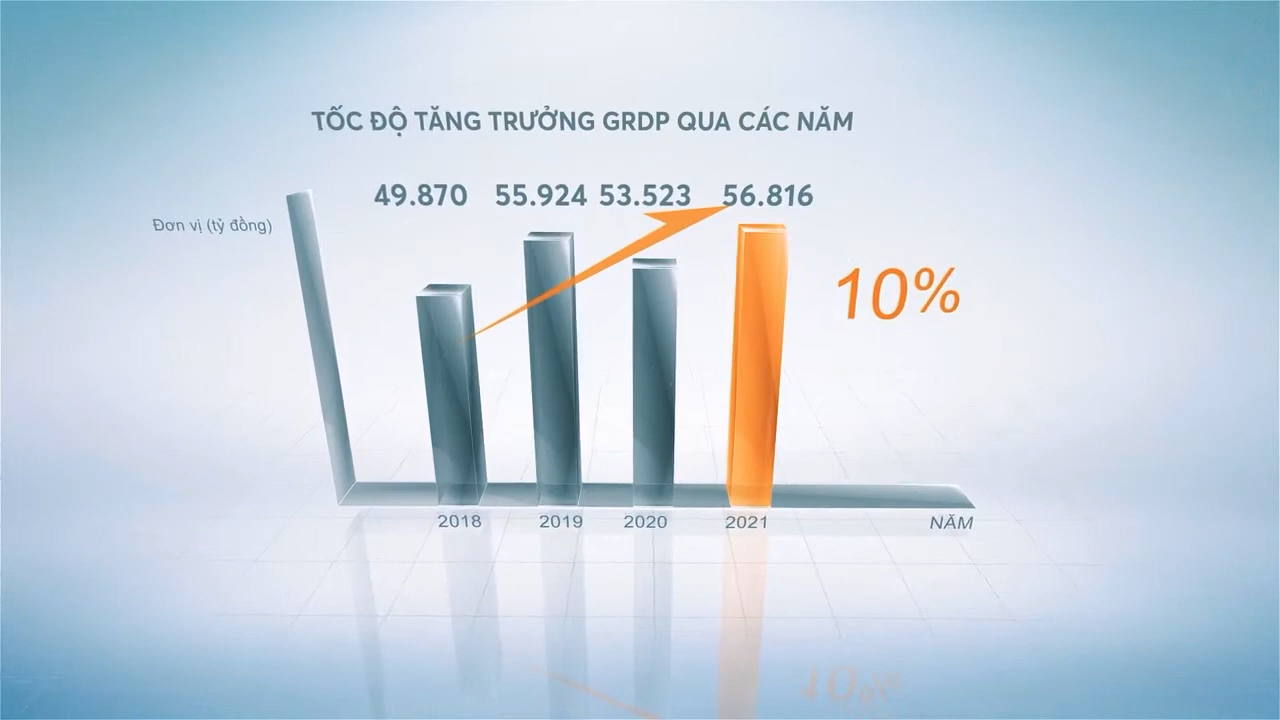 TỐC ĐỘ TĂNG TRƯỞNG GRDP QUA CÁC NĂM
49.870 55.924 53.523 56.816
Đơn vị (tỷ đồng)
10%
2018 2019 2020 2021 NĂM